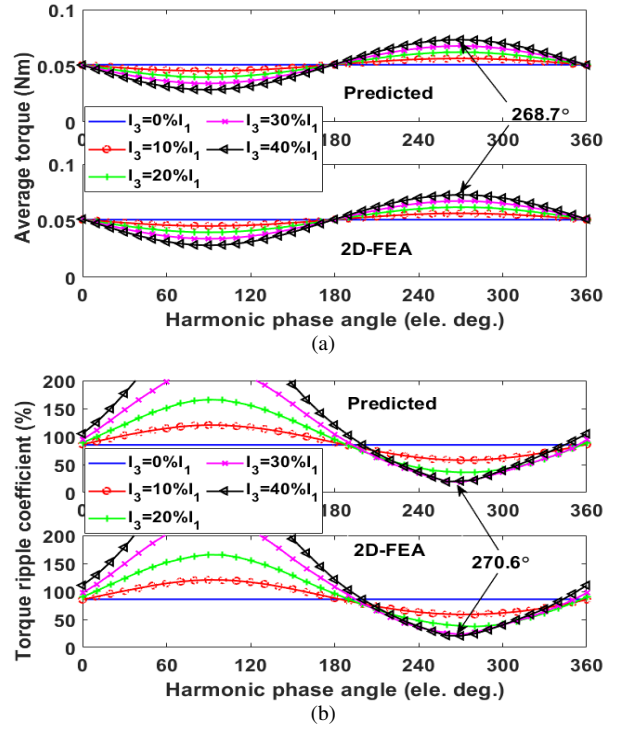 0.1
0.05
0
Predicted
I3=0%I1
I3=30%I1
I3=10%I1
I3=40%I1
I3=20%I1
268.7°
0 60 120 180 240 300 360
0.1
0.05
0
2D-FEA
Average torque (Nm)
0 60 120 180 240 300 360
Harmonic phase angle (ele. deg.)
(a)
200
150
100
50
0
Predicted
I3=0%I1
I3=30%I1
I3=10%I1
I3=40%I1
I3=20%I1
0 60 120 180 240 300 360
200
150
100
50
0
2D-FEA
270.6°
Torque ripple coefficient (%)
0 60 120 180 240 300 360
Harmonic phase angle (ele. deg.)
(b)